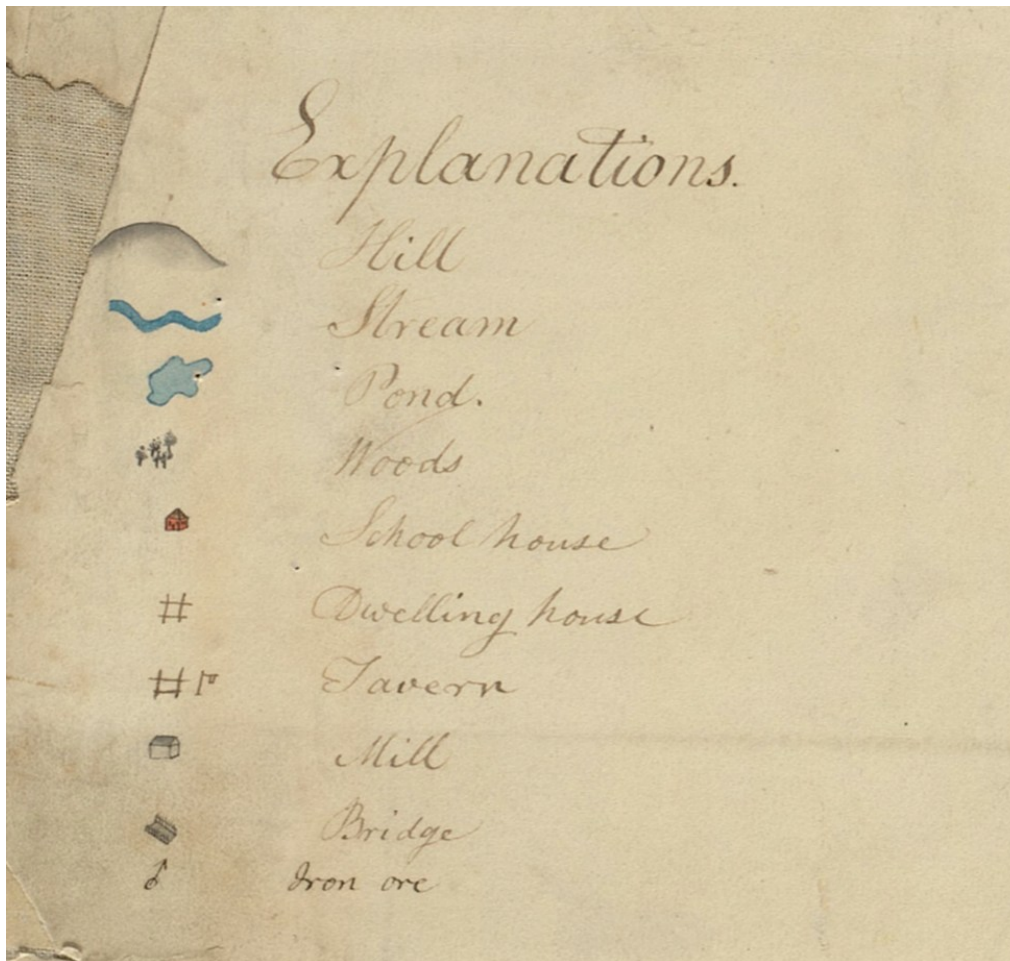 Explanations.
Hill
Stream
Pond.
Woods
School house
Dwelling house
Tavern
Mill
Bridge
Iron ore